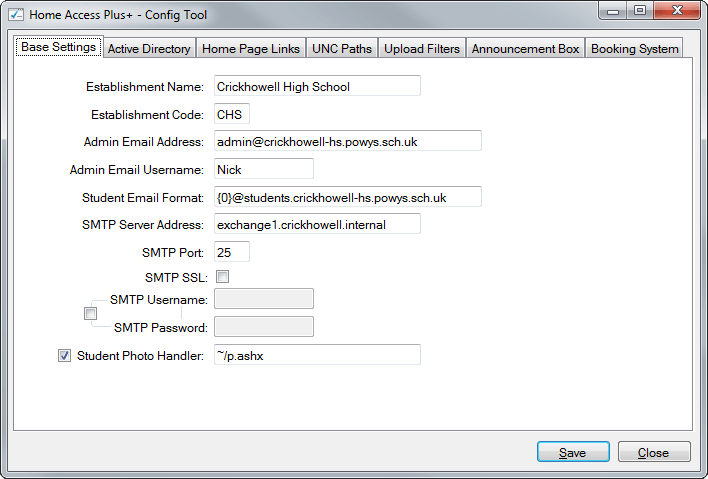 Home Access Plus+ - Config Tool
Base Settings Active Directory Home Page Links UNC Paths Upload Filters Announcement Box Booking System
Establishment Name: Crickhowell High School
Establishment Code: CHS
Admin Email Address: admin@crickhowell-hs.powys.sch.uk
Admin Email Username: Nick
Student Email Format: {0}@students.crickhowell-hs.powys.sch.uk
SMTP Server Address: exchange1.crickhowell.internal
SMTP Port: 25
SMTP SSL:
SMTP Username:
SMTP Password:
Student Photo Handler: ~/p.ashx
Save Close